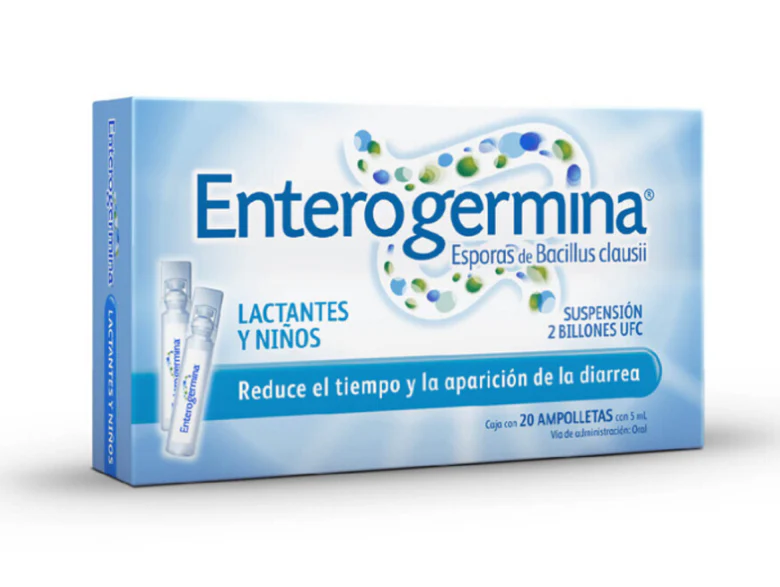 Enterogermina®
Esporas de Bacillus clausii
LACTANTES
Y NIÑOS
SUSPENSIÓN
2 BILLONES UFC
Reduce el tiempo y la aparición de la diarrea
Caja con 20 AMPOLLETAS con 5 mL
Vía de administración: Oral
Enterogermina
LACTANTES Y NIÑOS
Enterogermina